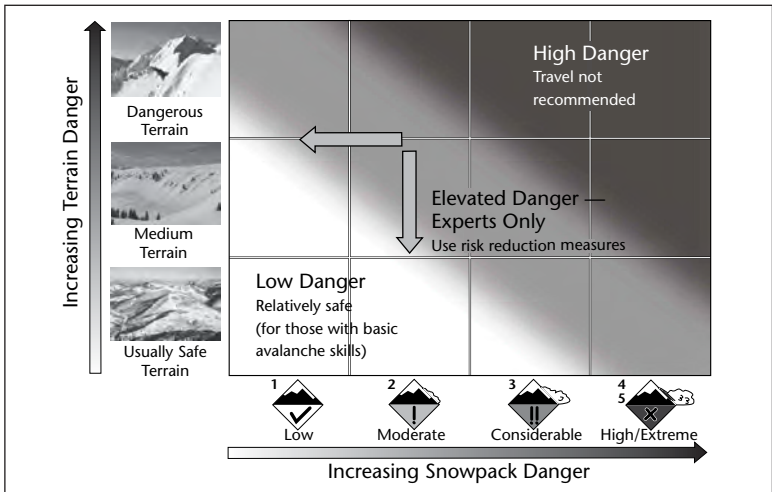 Increasing Terrain Danger
Dangerous
Terrain
Medium
Terrain
Usually Safe
Terrain
High Danger
Travel not
recommended
Elevated Danger —
Experts Only
Use risk reduction measures
Low Danger
Relatively safe
(for those with basic
avalanche skills)
1
2
!
3
!!
4
5
X
Low
Moderate
Considerable
High/Extreme
Increasing Snowpack Danger